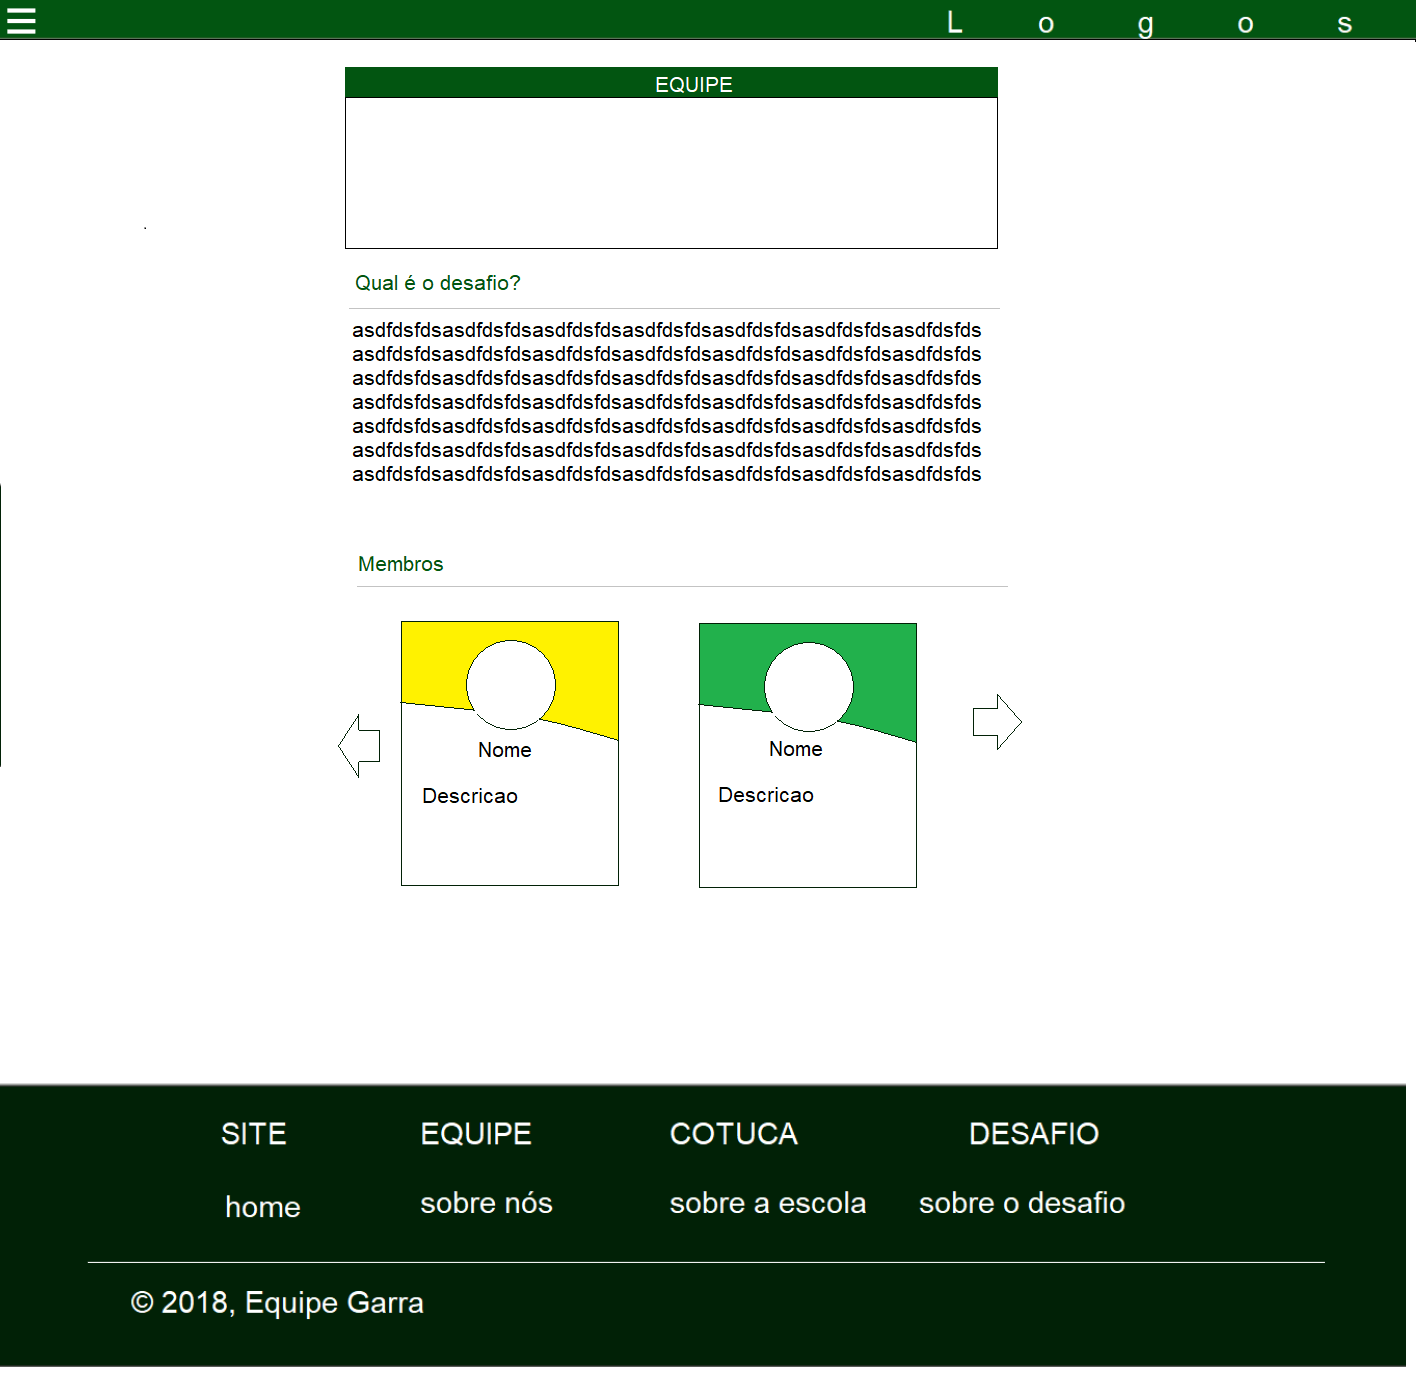 L o g o s
EQUIPE
Qual é o desafio?
asdfdsfdsasdfdsfdsasdfdsfdsasdfdsfdsasdfdsfdsasdfdsfdsasdfdsfds
asdfdsfdsasdfdsfdsasdfdsfdsasdfdsfdsasdfdsfdsasdfdsfdsasdfdsfds
asdfdsfdsasdfdsfdsasdfdsfdsasdfdsfdsasdfdsfdsasdfdsfdsasdfdsfds
asdfdsfdsasdfdsfdsasdfdsfdsasdfdsfdsasdfdsfdsasdfdsfdsasdfdsfds
asdfdsfdsasdfdsfdsasdfdsfdsasdfdsfdsasdfdsfdsasdfdsfdsasdfdsfds
asdfdsfdsasdfdsfdsasdfdsfdsasdfdsfdsasdfdsfdsasdfdsfdsasdfdsfds
asdfdsfdsasdfdsfdsasdfdsfdsasdfdsfdsasdfdsfdsasdfdsfdsasdfdsfds
Membros
Nome
Descricao
Nome
Descricao
SITE EQUIPE COTUCA DESAFIO
home sobre nós sobre a escola sobre o desafio
© 2018, Equipe Garra